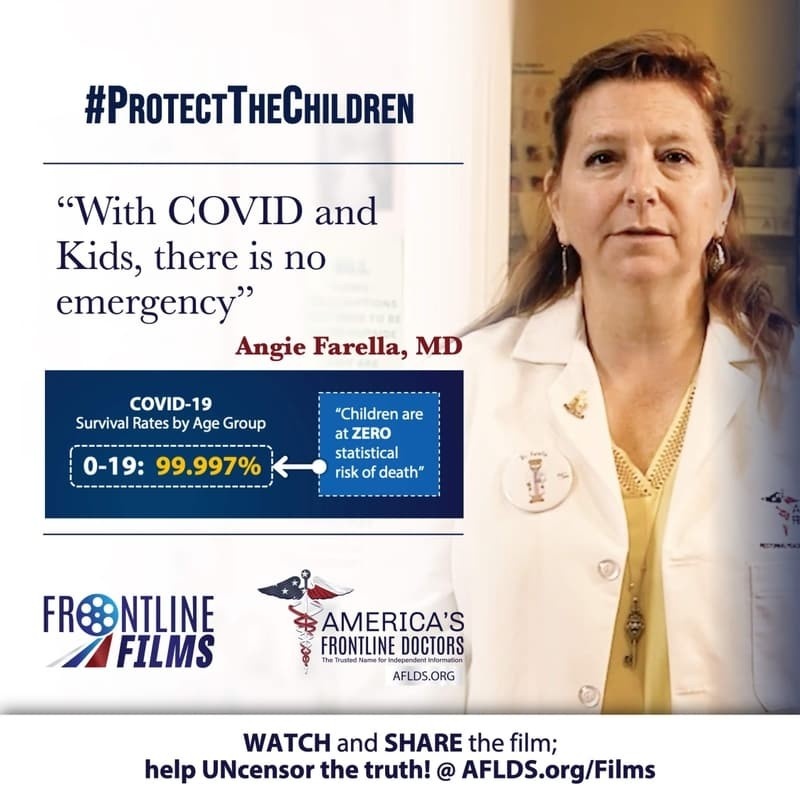 #PROTECTTHECHILDREN
“With COVID and
Kids, there is no
emergency”
Angie Farella, MD
COVID-19
Survival Rates by Age Group
0-19: 99.997%
“Children are
at ZERO
statistical
risk of death”
FRONTLINE
FILMS
AMERICA'S
FRONTLINE DOCTORS
The Trusted Name for Independent Information
AFLDS.ORG
Dr. Farella
WATCH and SHARE the film;
help UNcensor the truth! @ AFLDS.org/Films